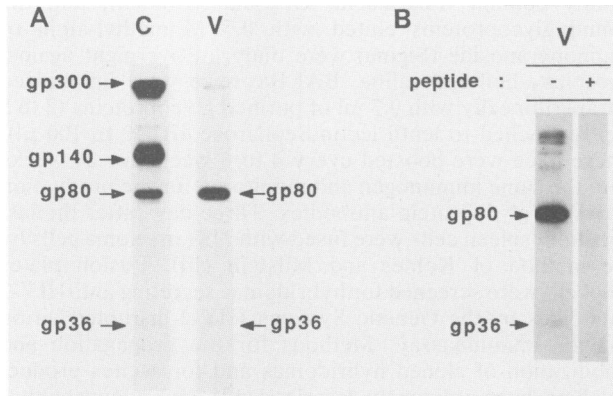 A
B
C V
V
gp300
peptide : - +
gp140
gp80 gp80
gp80
gp36 gp36
gp36